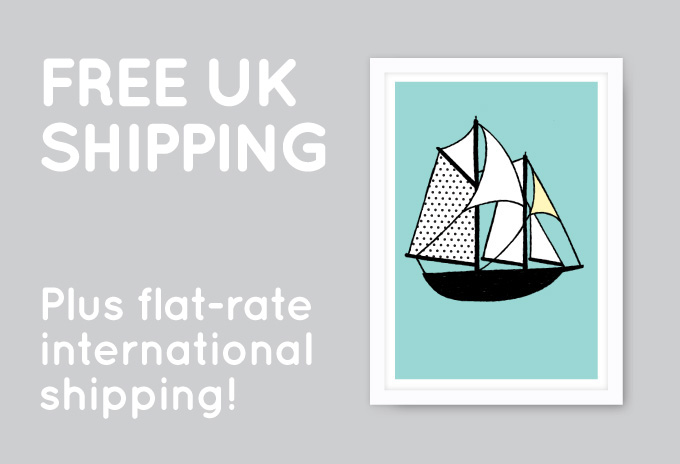 FREE UK
SHIPPING
Plus flat-rate
international
shipping!